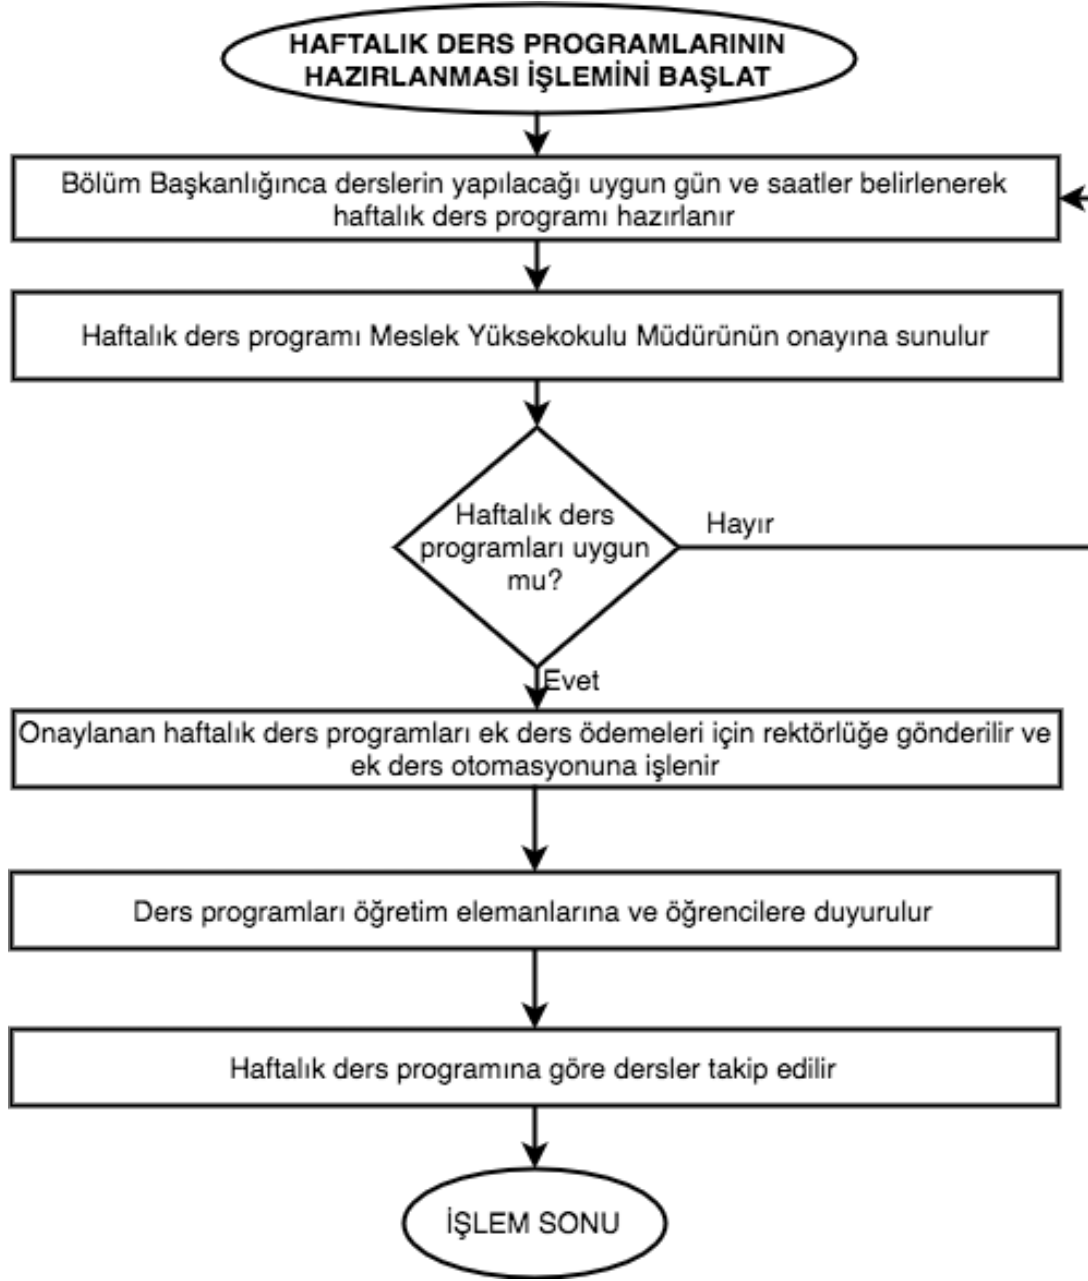 HAFTALIK DERS PROGRAMLARININ
HAZIRLANMASI İŞLEMİNİ BAŞLAT
Bölüm Başkanlığınca derslerin yapılacağı uygun gün ve saatler belirlenerek
haftalık ders programı hazırlanır
Haftalık ders programı Meslek Yüksekokulu Müdürünün onayına sunulur
Haftalık ders
programları uygun
mu?
Hayır
Evet
Onaylanan haftalık ders programları ek ders ödemeleri için rektörlüğe gönderilir ve
ek ders otomasyonuna işlenir
Ders programları öğretim elemanlarına ve öğrencilere duyurulur
Haftalık ders programına göre dersler takip edilir
İŞLEM SONU